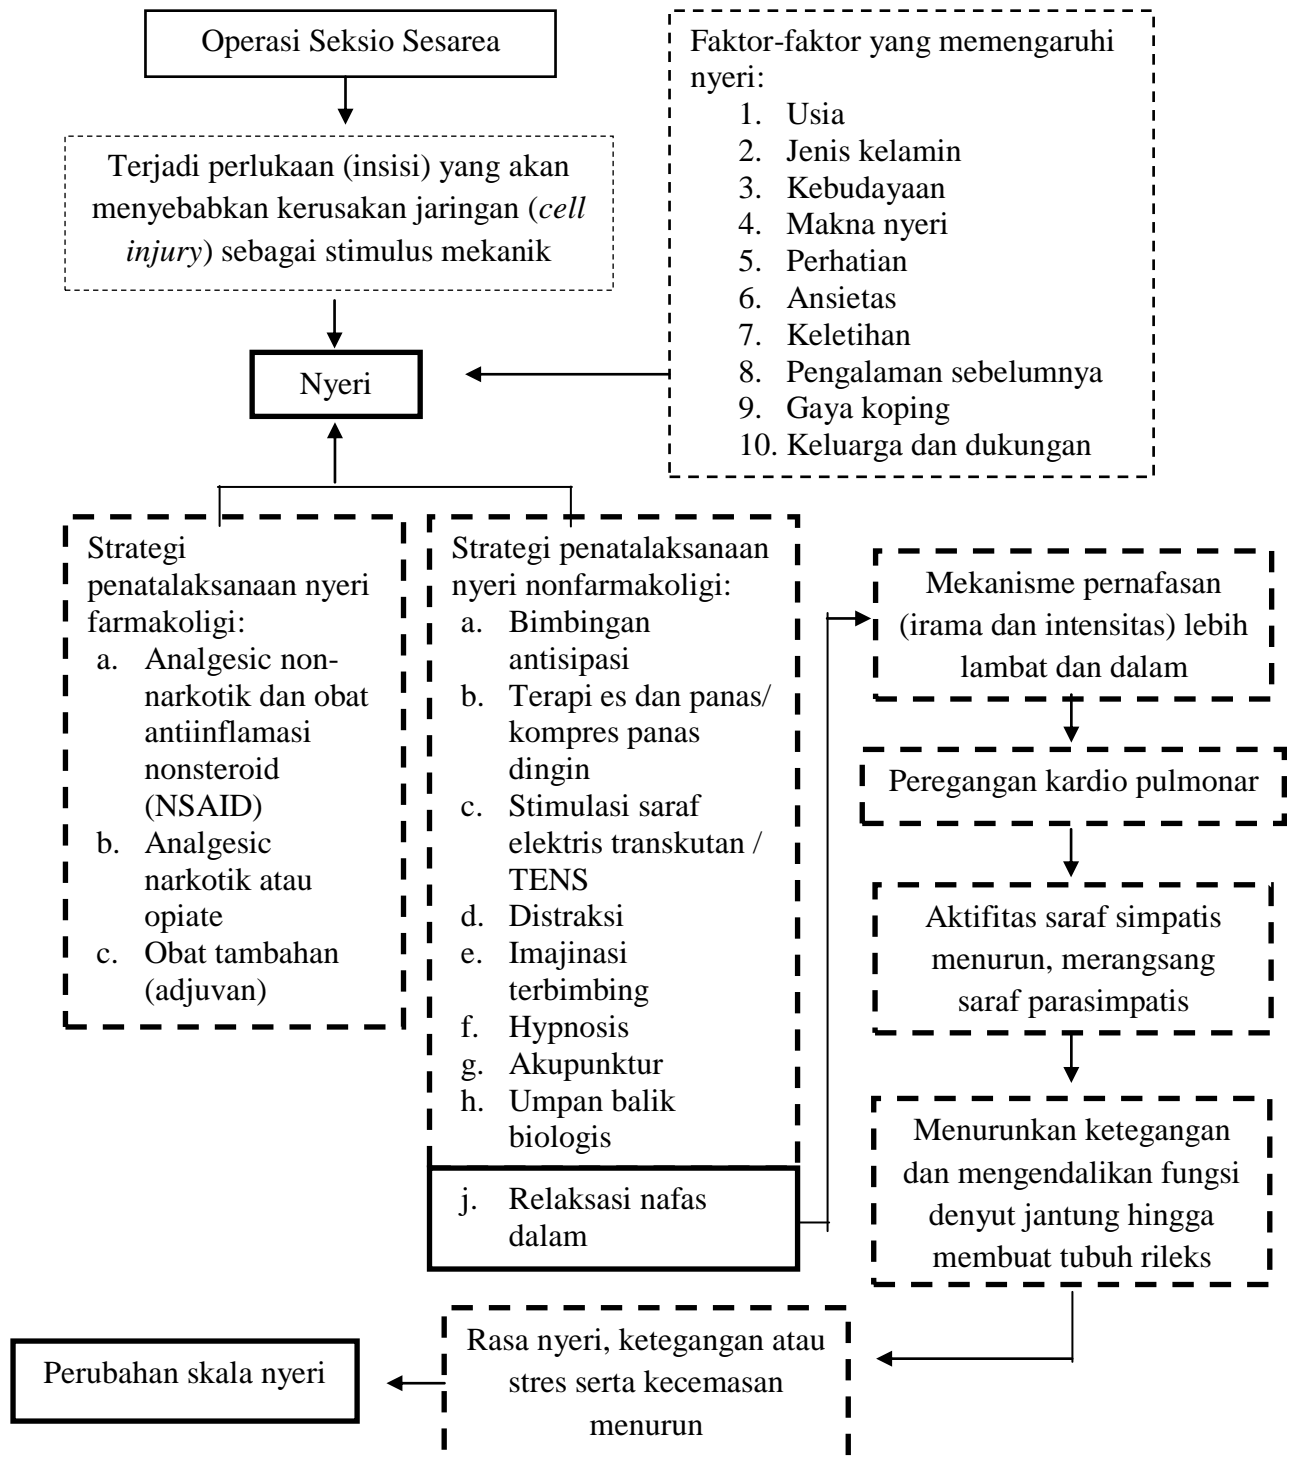 Operasi Seksio Sesarea
Terjadi perlukaan (insisi) yang akan
menyebabkan kerusakan jaringan (cell
injury) sebagai stimulus mekanik
Nyeri
Faktor-faktor yang memengaruhi
nyeri:
1. Usia
2. Jenis kelamin
3. Kebudayaan
4. Makna nyeri
5. Perhatian
6. Ansietas
7. Keletihan
8. Pengalaman sebelumnya
9. Gaya koping
10. Keluarga dan dukungan
Strategi
penatalaksanaan nyeri
farmakoligi:
a. Analgesic non-
narkotik dan obat
antiinflamasi
nonsteroid
(NSAID)
b. Analgesic
narkotik atau
opiate
c. Obat tambahan
(adjuvan)
Strategi penatalaksanaan
nyeri nonfarmakoligi:
a. Bimbingan
antisipasi
b. Terapi es dan panas/
kompres panas
dingin
c. Stimulasi saraf
elektris transkutan /
TENS
d. Distraksi
e. Imajinasi
terbimbing
f. Hypnosis
g. Akupunktur
h. Umpan balik
biologis
j. Relaksasi nafas
dalam
Mekanisme pernafasan
(irama dan intensitas) lebih
lambat dan dalam
Peregangan kardio pulmonar
Aktifitas saraf simpatis
menurun, merangsang
saraf parasimpatis
Menurunkan ketegangan
dan mengendalikan fungsi
denyut jantung hingga
membuat tubuh rileks
Rasa nyeri, ketegangan atau
stres serta kecemasan
menurun
Perubahan skala nyeri